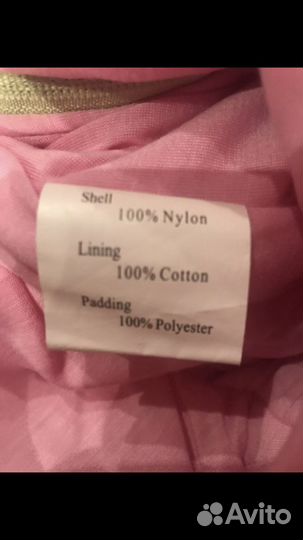 Shell
100% Nylon
Lining
100% Cotton
Padding
100% Polyester
Avito